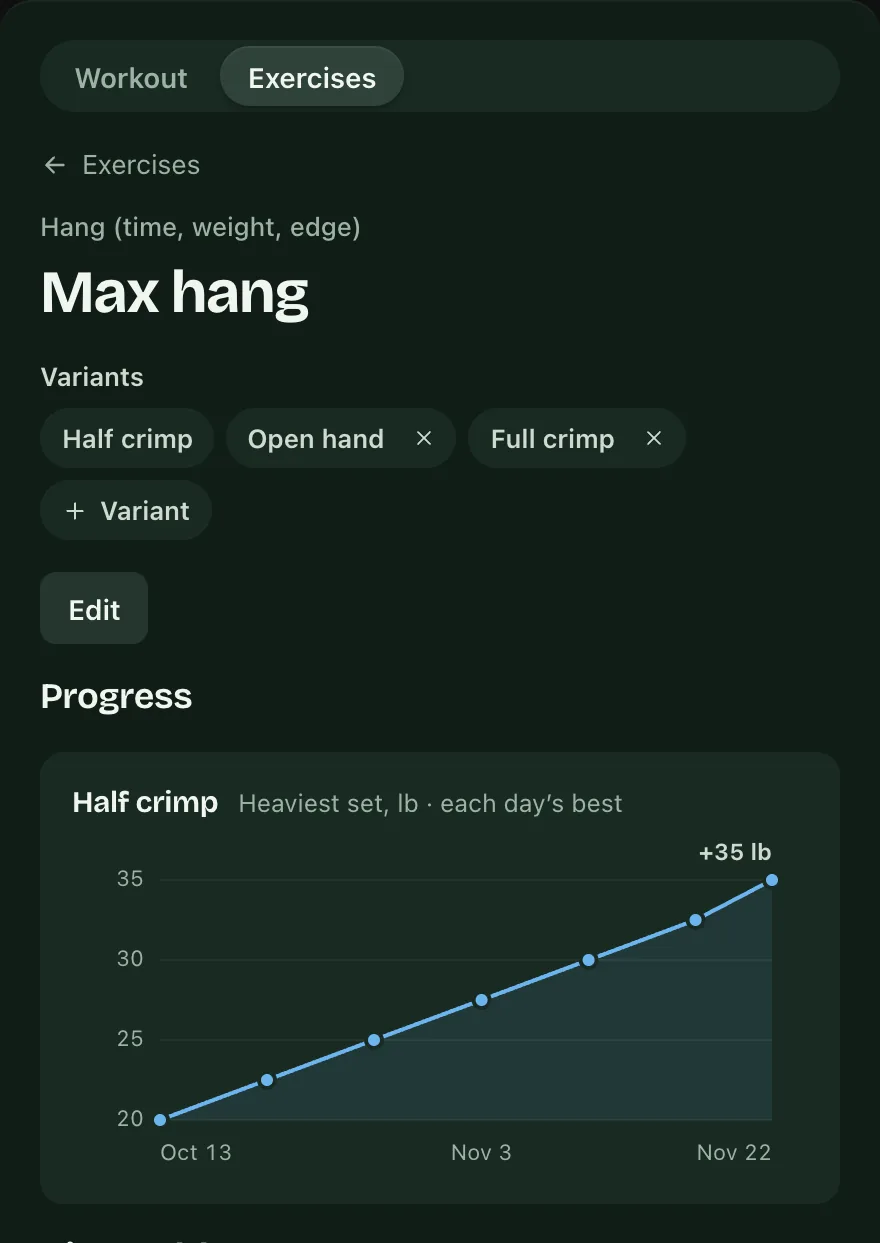 Workout Exercises
← Exercises
Hang (time, weight, edge)
Max hang
Variants
Half crimp Open hand × Full crimp ×
+ Variant
Edit
Progress
Half crimp Heaviest set, lb · each day’s best
+35 lb
35
30
25
20
Oct 13 Nov 3 Nov 22